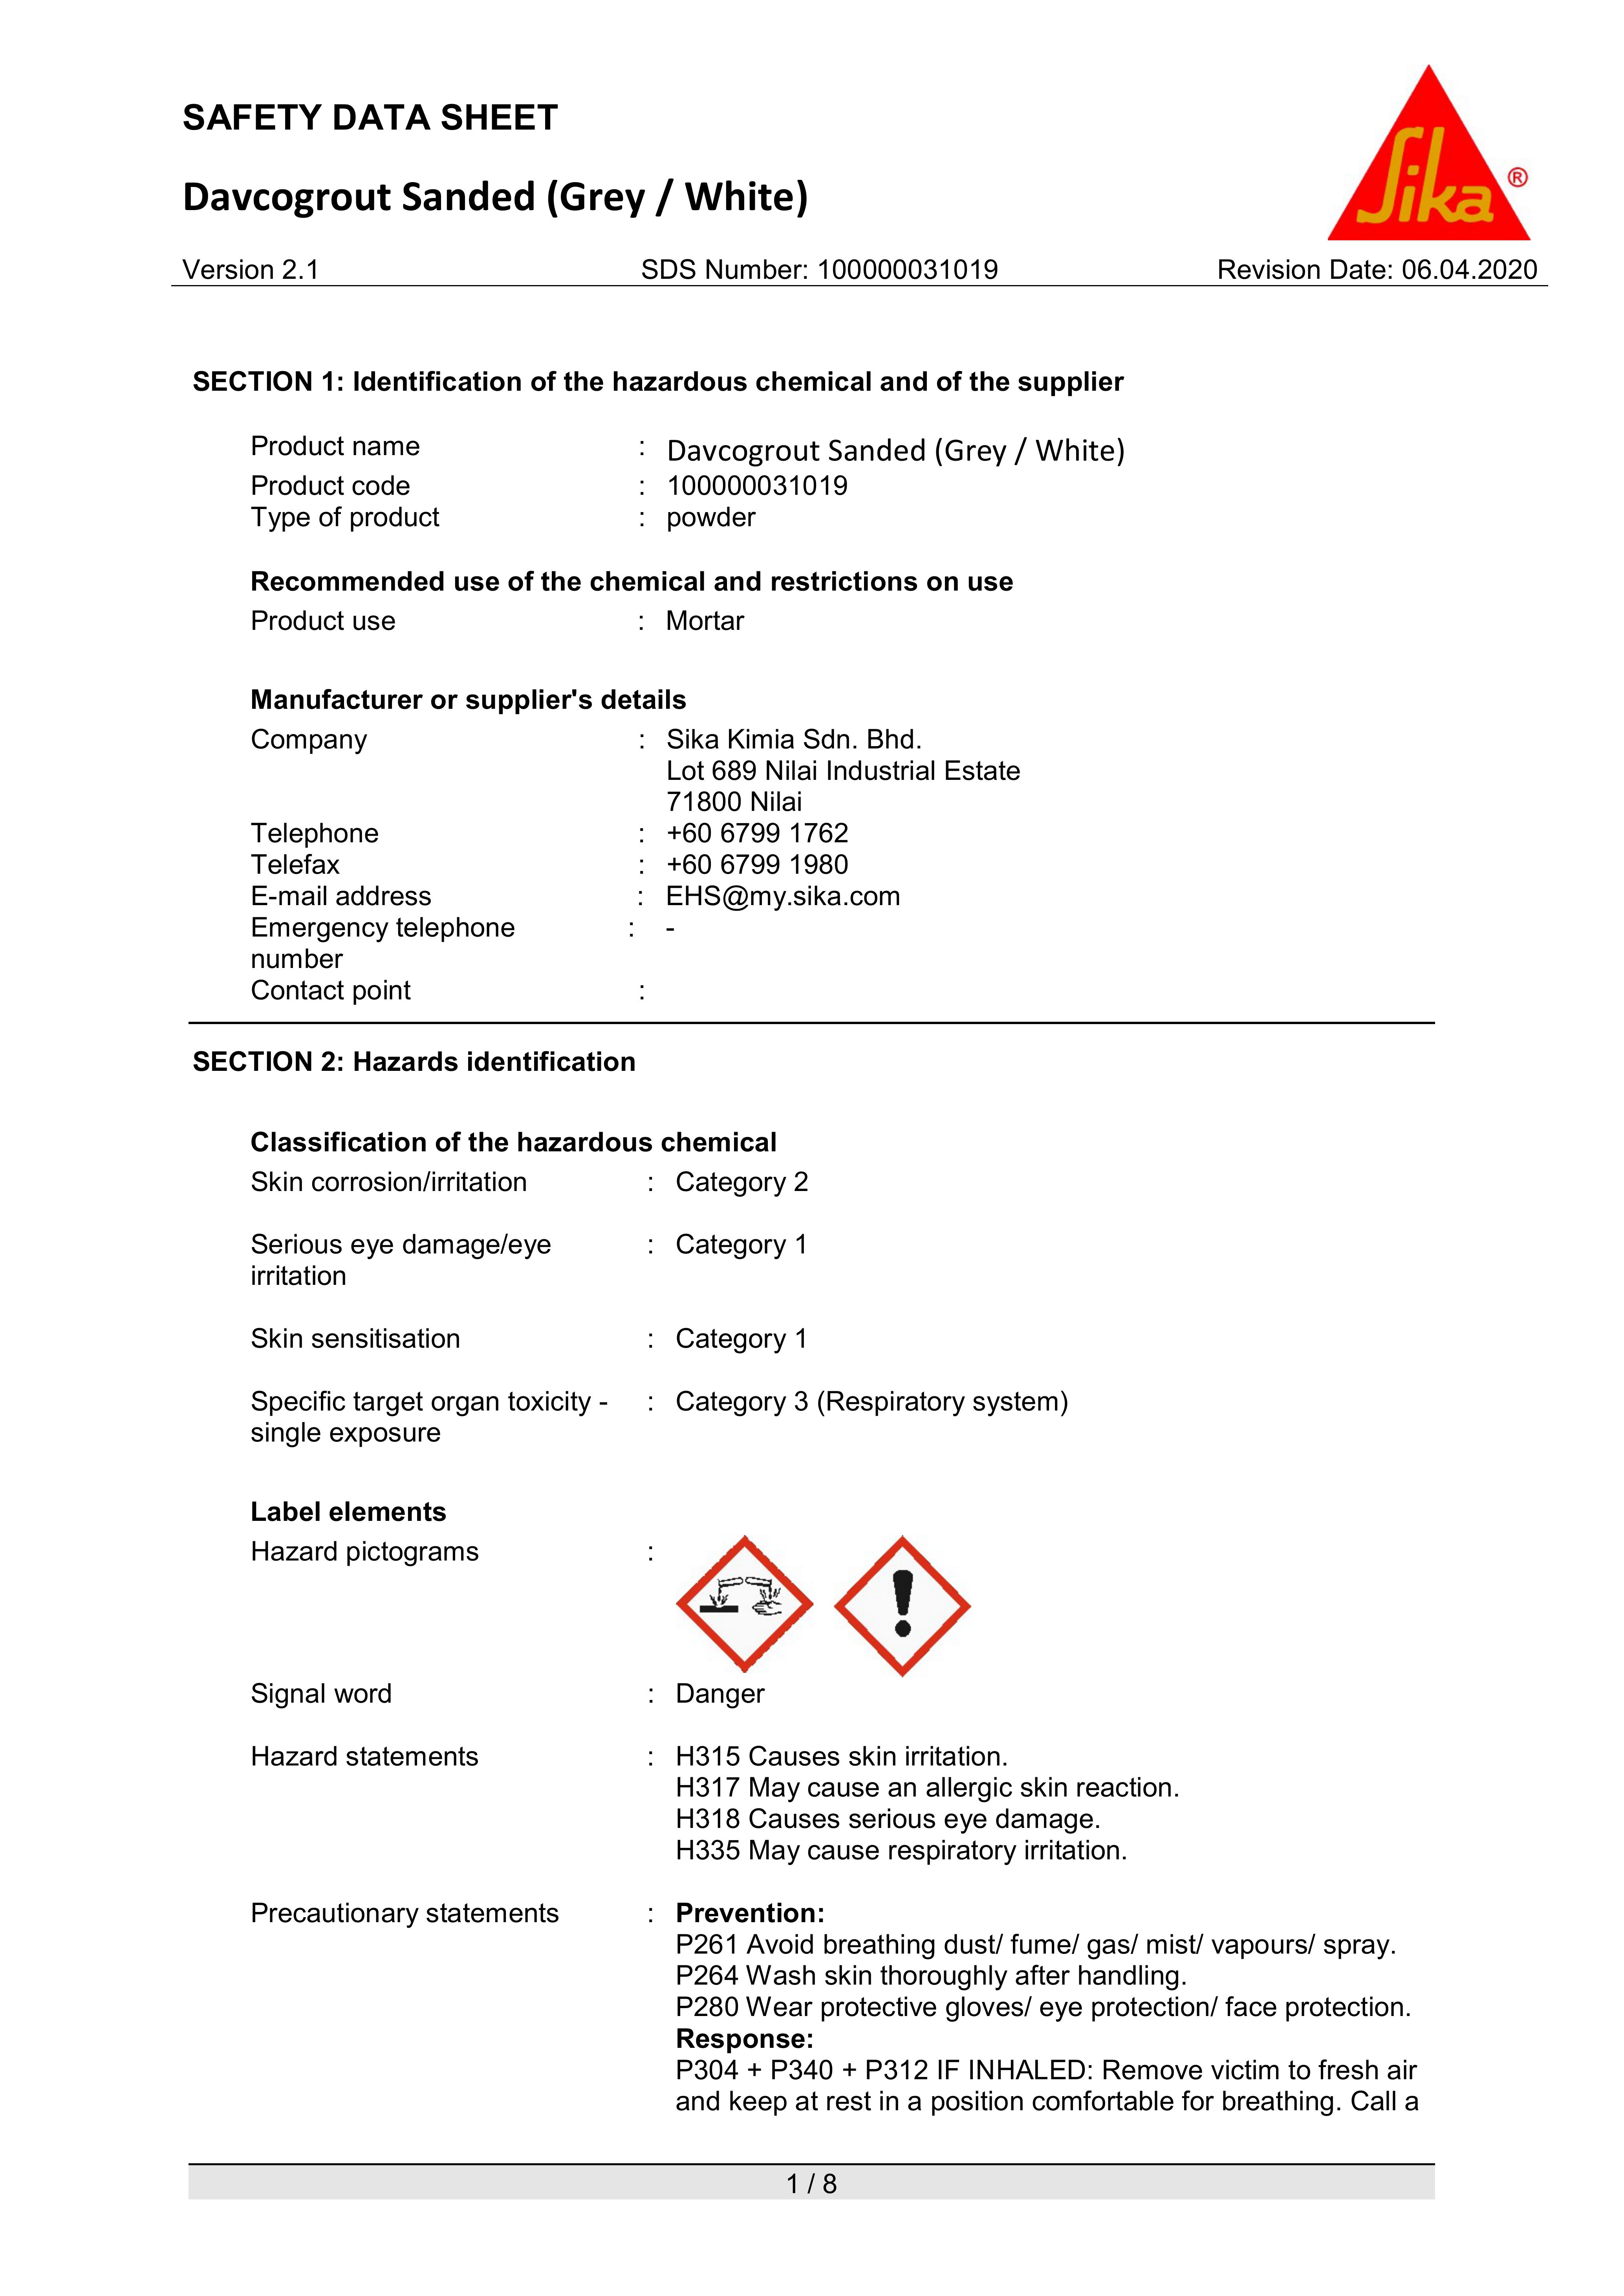 SAFETY DATA SHEET
Davcogrout Sanded (Grey / White)
Sika®
Version 2.1 SDS Number: 100000031019 Revision Date: 06.04.2020
SECTION 1: Identification of the hazardous chemical and of the supplier
Product name : Davcogrout Sanded (Grey / White)
Product code : 100000031019
Type of product : powder
Recommended use of the chemical and restrictions on use
Product use : Mortar
Manufacturer or supplier's details
Company : Sika Kimia Sdn. Bhd.
Lot 689 Nilai Industrial Estate
71800 Nilai
Telephone : +60 6799 1762
Telefax : +60 6799 1980
E-mail address : EHS@my.sika.com
Emergency telephone : -
number
Contact point :
SECTION 2: Hazards identification
Classification of the hazardous chemical
Skin corrosion/irritation : Category 2
Serious eye damage/eye : Category 1
irritation
Skin sensitisation : Category 1
Specific target organ toxicity - : Category 3 (Respiratory system)
single exposure
Label elements
Hazard pictograms :
Signal word : Danger
Hazard statements : H315 Causes skin irritation.
H317 May cause an allergic skin reaction.
H318 Causes serious eye damage.
H335 May cause respiratory irritation.
Precautionary statements : Prevention:
P261 Avoid breathing dust/ fume/ gas/ mist/ vapours/ spray.
P264 Wash skin thoroughly after handling.
P280 Wear protective gloves/ eye protection/ face protection.
Response:
P304 + P340 + P312 IF INHALED: Remove victim to fresh air
and keep at rest in a position comfortable for breathing. Call a
1 / 8